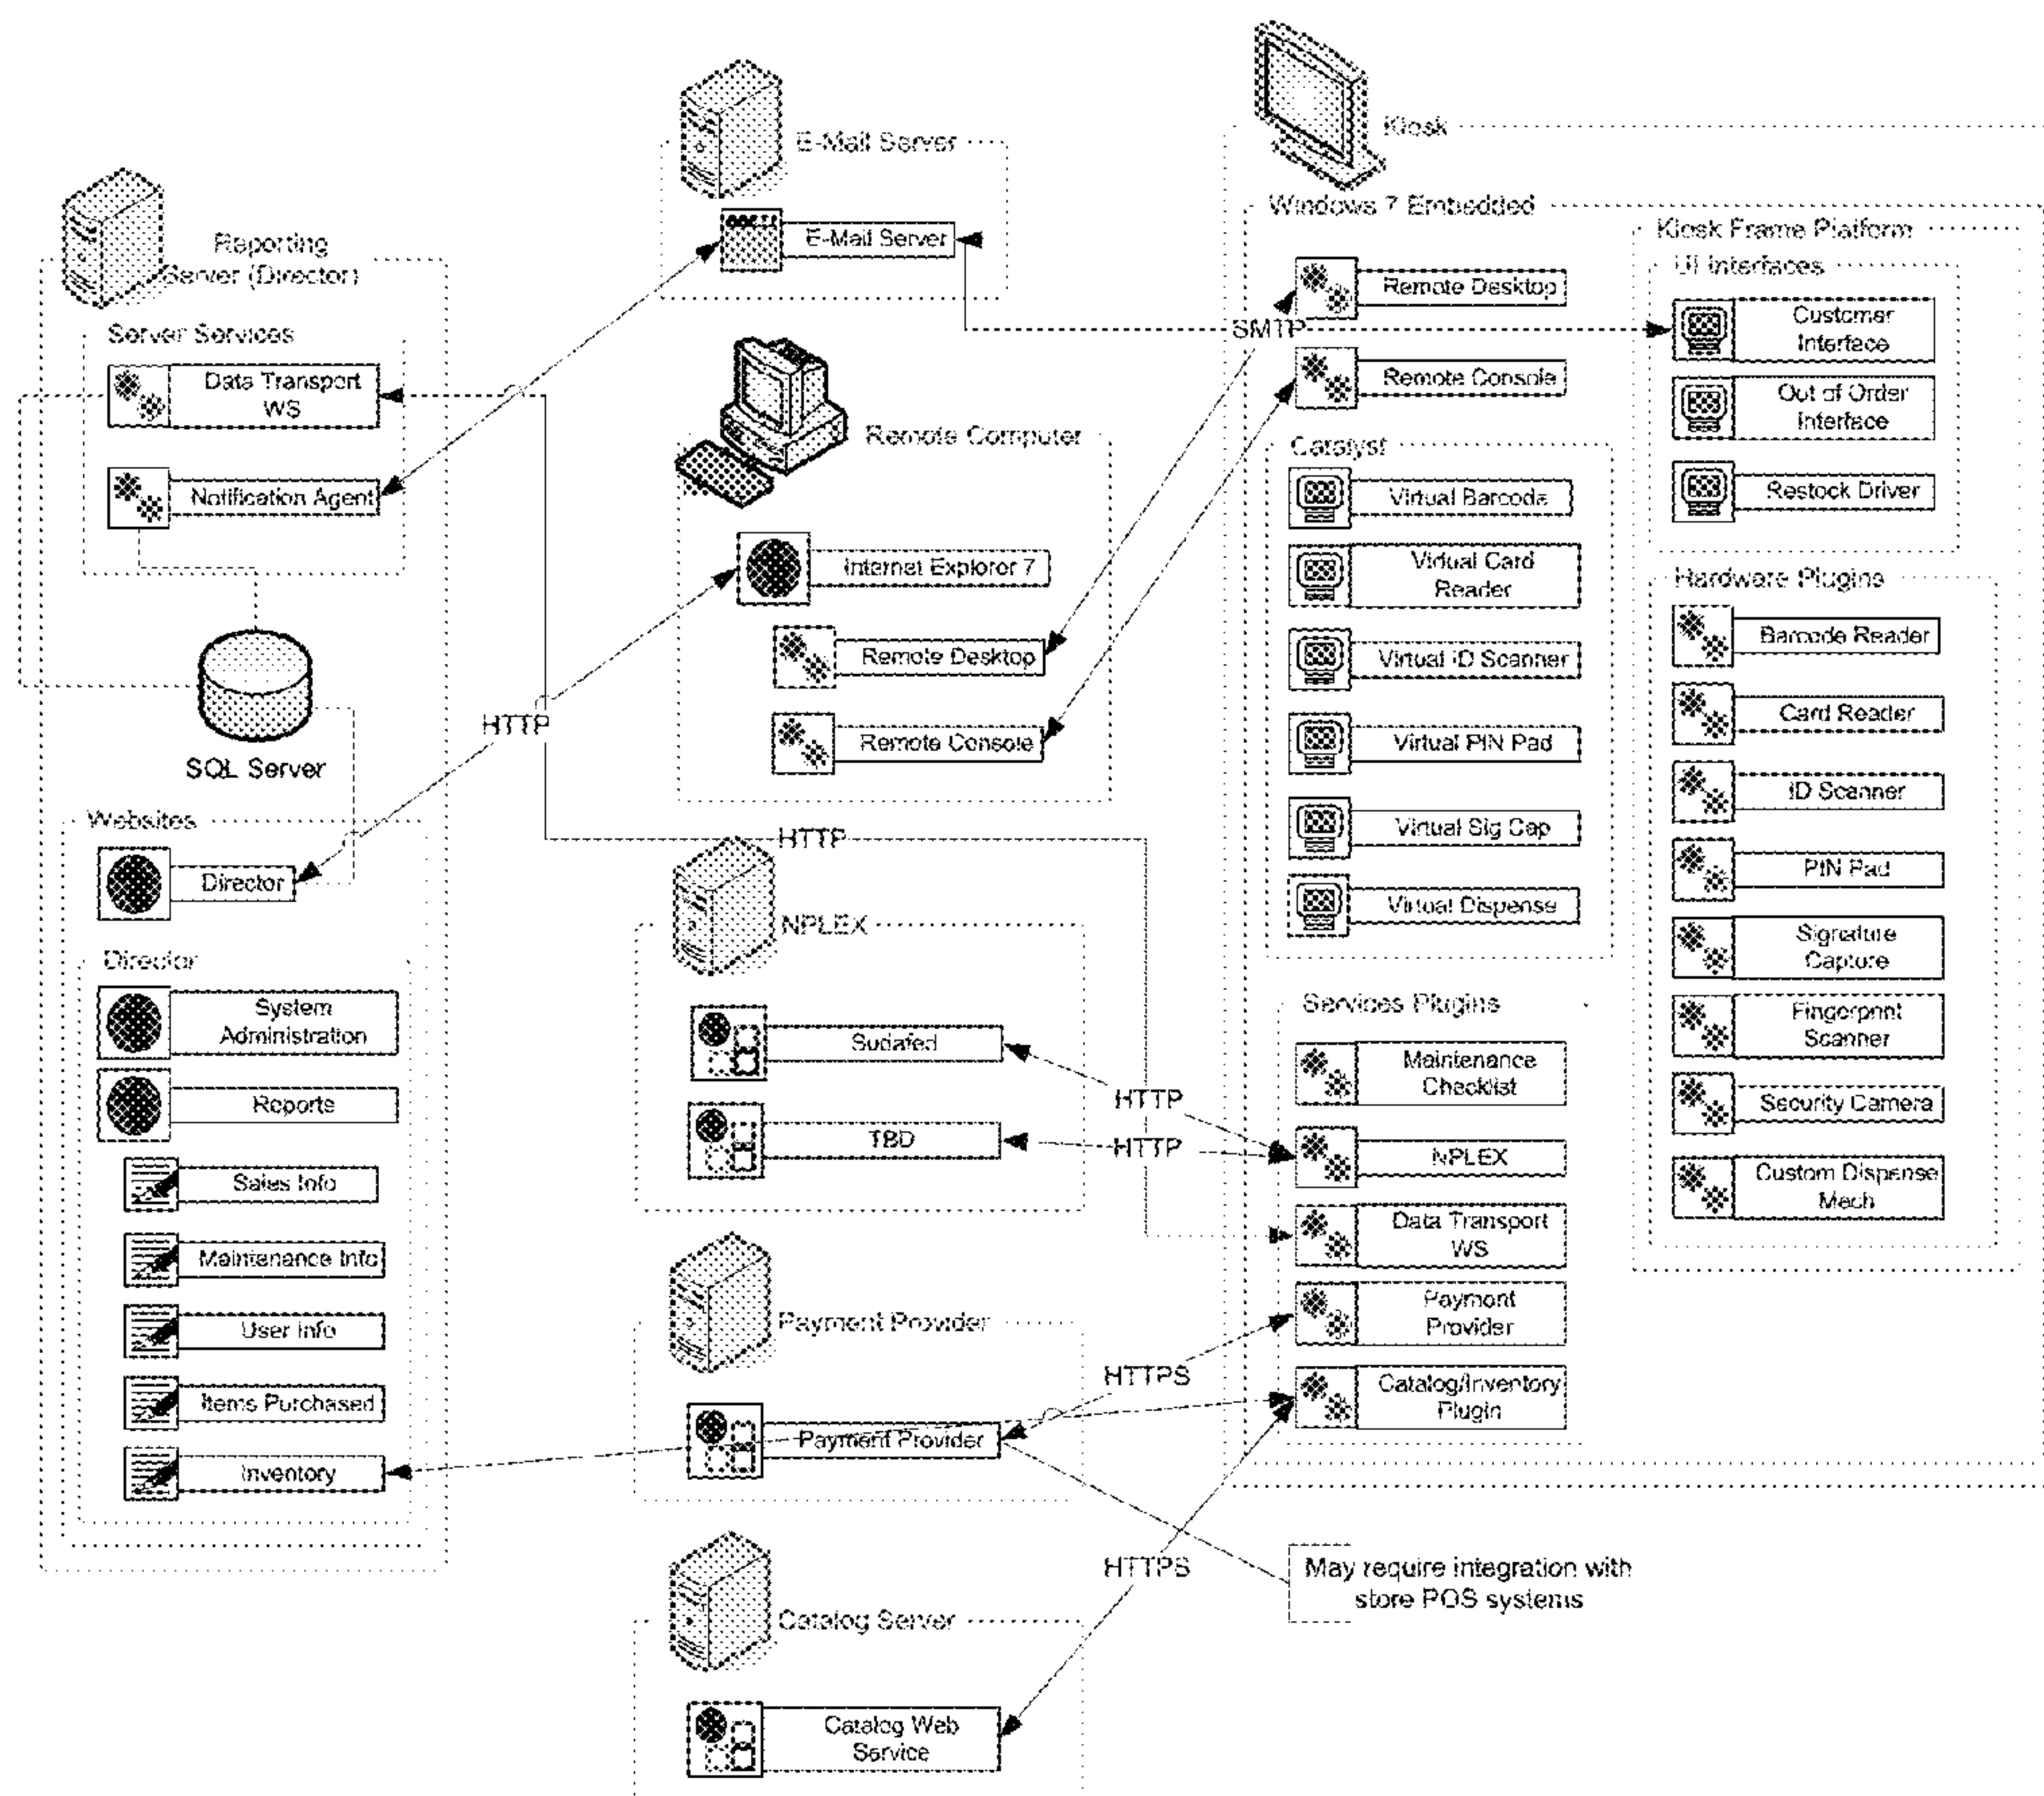 Kiosk
E-Mail Server
Windows 7 Embedded
Kiosk Frame Platform
E-Mail Server
Reporting
Server (Director)
UI Interfaces
Remote Desktop
Customer
Interface
SMTP
Server Services
Data Transport
WS
Remote Console
Out of Order
Interface
Remote Computer
Catalyst
Notification Agent
Virtual Barcode
Restock Driver
Internet Explorer 7
Virtual Card
Reader
Hardware Plugins
Barcode Reader
Remote Desktop
Virtual ID Scanner
Card Reader
HTTP
Remote Console
Virtual PIN Pad
SQL Server
ID Scanner
Websites
HTTP
Virtual Sig Cap
Director
PIN Pad
NPLEX
Virtual Dispense
Signature
Capture
Director
Services Plugins
System
Administration
Sudafed
Fingerprint
Scanner
Maintenance
Checklist
Reports
HTTP
Security Camera
TBD
HTTP
NPLEX
Sales Info
Custom Dispense
Mech
Data Transport
WS
Maintenance Info
Payment Provider
Payment
Provider
User Info
HTTPS
Items Purchased
Catalog/Inventory
Plugin
Payment Provider
Inventory
HTTPS
May require integration with
store POS systems
Catalog Server
Catalog Web
Service